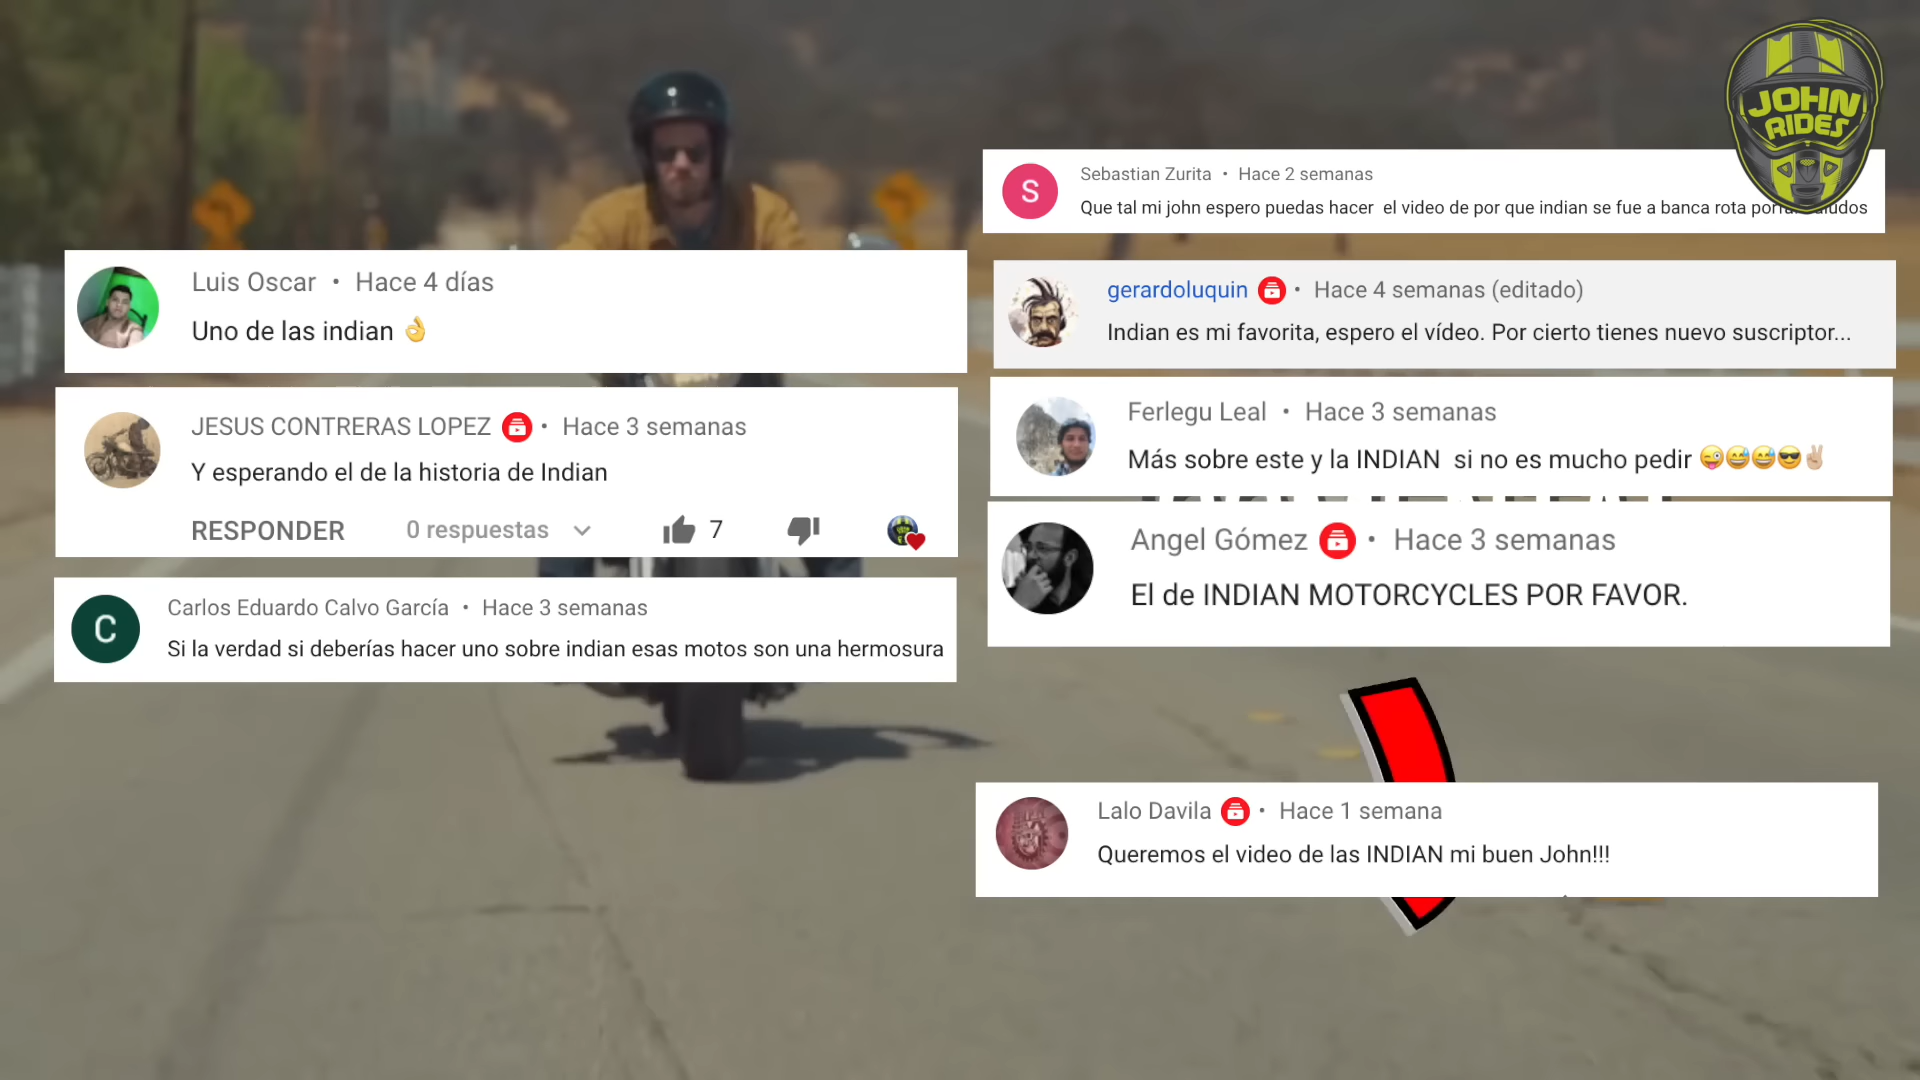 JOHN
RIDES
Luis Oscar • Hace 4 días
Uno de las indian 👌
JESUS CONTRERAS LOPEZ • Hace 3 semanas
Y esperando el de la historia de Indian
RESPONDER 0 respuestas 7
C
Carlos Eduardo Calvo García • Hace 3 semanas
Si la verdad si deberías hacer uno sobre indian esas motos son una hermosura
S
Sebastian Zurita • Hace 2 semanas
Que tal mi john espero puedas hacer el video de por que indian se fue a banca rota
gerardoluquin • Hace 4 semanas (editado)
Indian es mi favorita, espero el vídeo. Por cierto tienes nuevo suscriptor...
Ferlegu Leal • Hace 3 semanas
Más sobre este y la INDIAN si no es mucho pedir 😜😅😅😎✌🏼
Angel Gómez • Hace 3 semanas
El de INDIAN MOTORCYCLES POR FAVOR.
Lalo Davila • Hace 1 semana
Queremos el video de las INDIAN mi buen John!!!